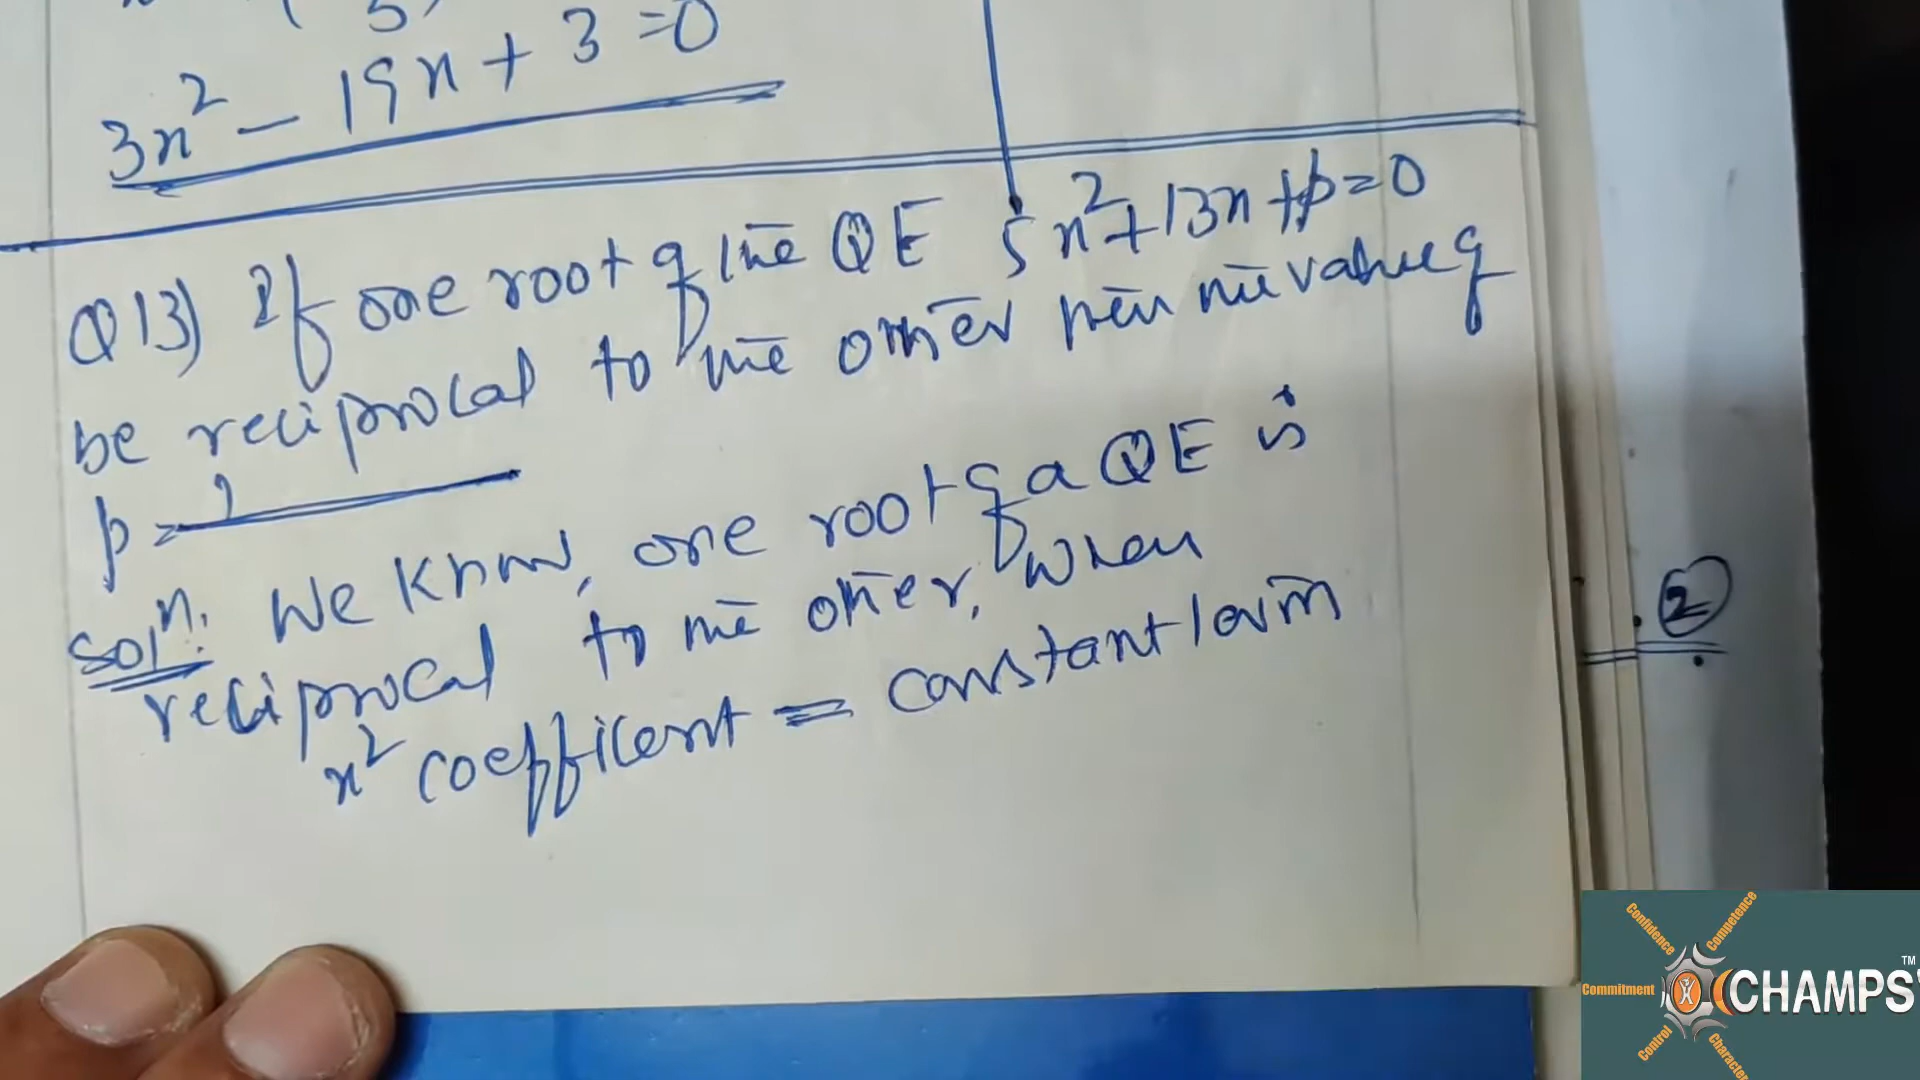 3x² - 19x + 3 = 0
Q13) If one root of the QE 5x² + 13x + p = 0
be reciprocal to the other then the value of
p = ?
Solⁿ: We know, one root of a QE is
reciprocal to the other, when
x² coefficent = constant term
2
Confidence
Competence
Commitment
CHAMPS™
Control
Character